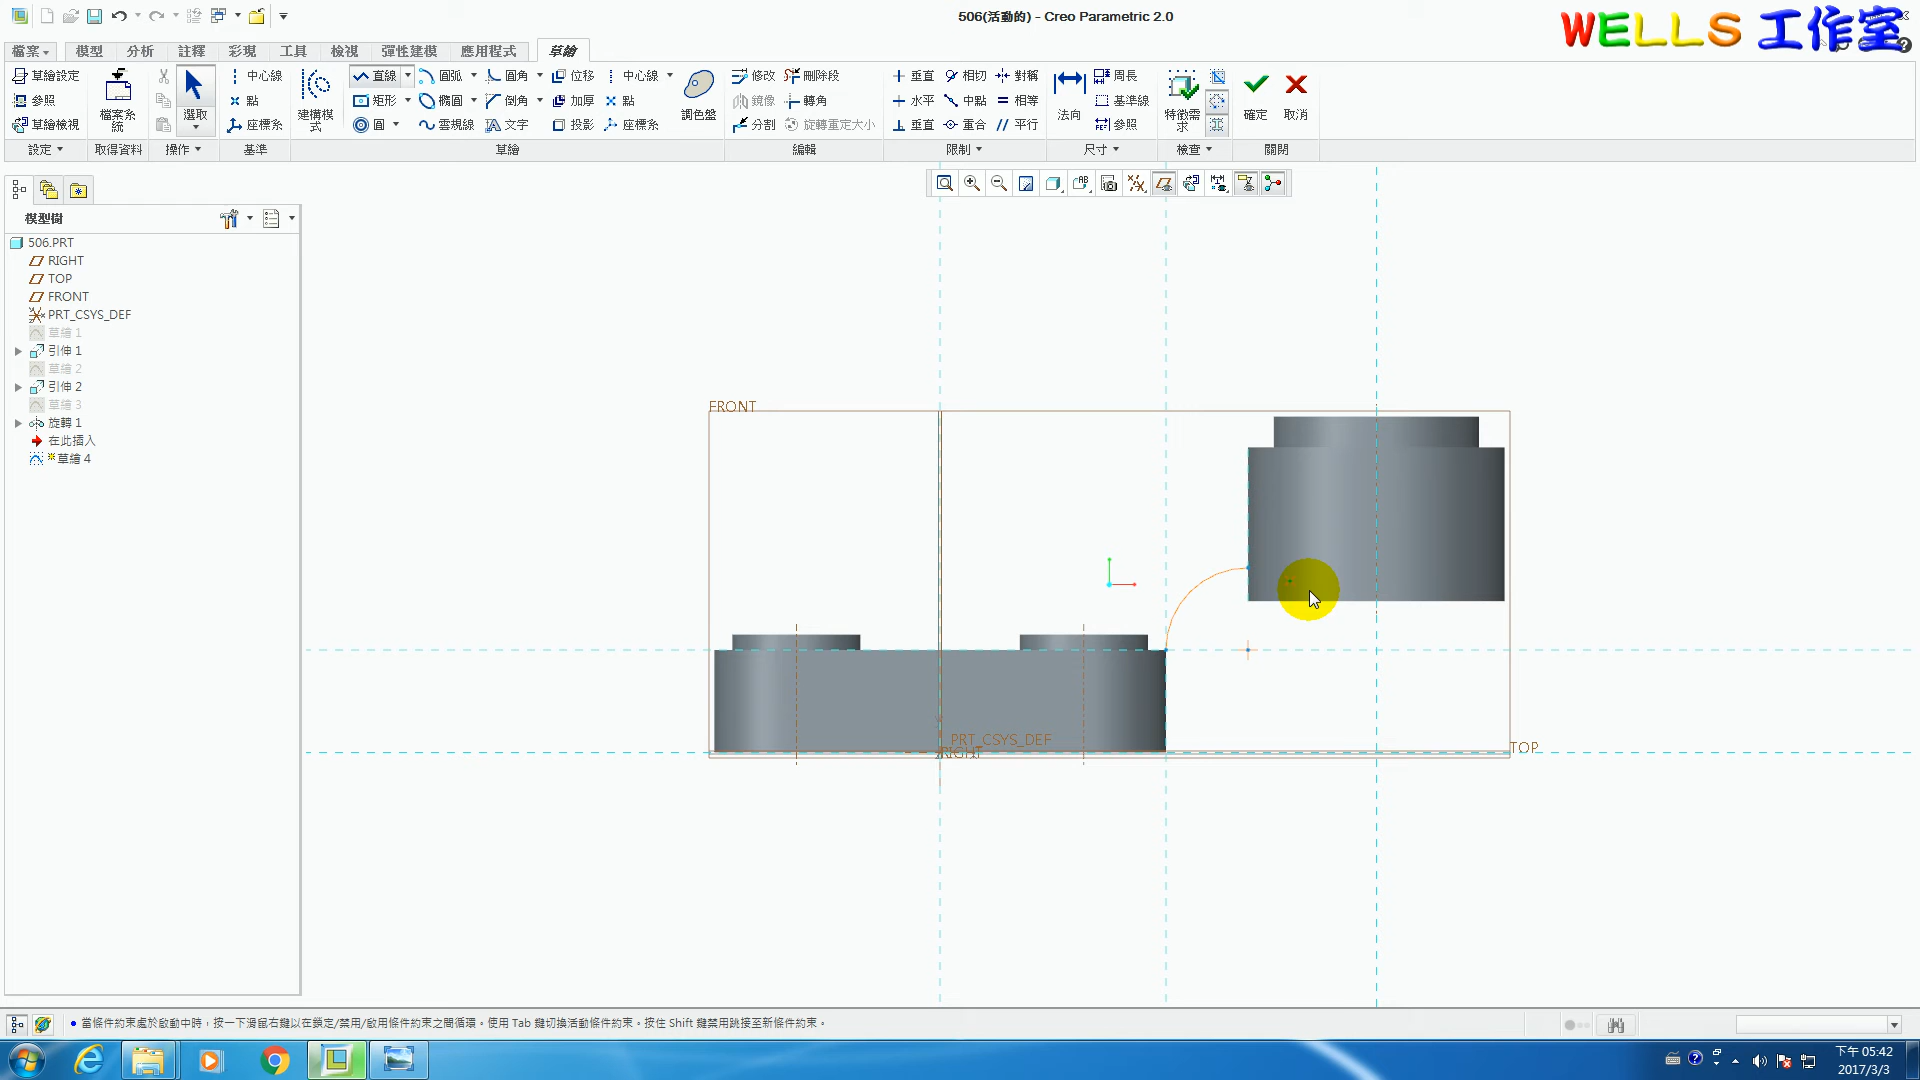 506(活動的) - Creo Parametric 2.0
WELLS 工作室
檔案 模型 分析 註釋 彩現 工具 檢視 彈性建模 應用程式 草繪
草繪設定 中心線 直線 圓弧 圓角 位移 中心線 修改 刪除段 垂直 相切 對稱 周長
參照 點 矩形 橢圓 倒角 加厚 點 鏡像 轉角 水平 中點 相等 基準線
草繪檢視 檔案系統 選取 座標系 建構模式 圓 雲規線 文字 投影 座標系 調色盤 分割 旋轉重定大小 垂直 重合 平行 法向 參照 特徵需求 確定 取消
設定 取得資料 操作 基準 草繪 編輯 限制 尺寸 檢查 關閉
模型樹
506.PRT
RIGHT
TOP
FRONT
PRT_CSYS_DEF
草繪 1
引伸 1
草繪 2
引伸 2
草繪 3
旋轉 1
在此插入
草繪 4
FRONT
PRT_CSYS_DEF
RIGHT
TOP
當條件約束處於啟動中時，按一下滑鼠右鍵以在鎖定/禁用/啟用條件約束之間循環。使用 Tab 鍵切換活動條件約束。按住 Shift 鍵禁用跳接至新條件約束。
下午 05:42
2017/3/3